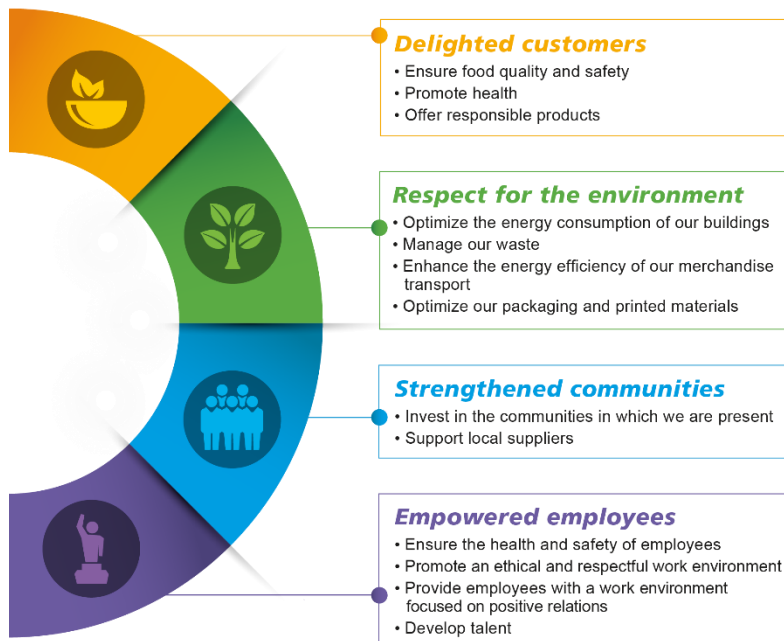 Delighted customers
• Ensure food quality and safety
• Promote health
• Offer responsible products
Respect for the environment
• Optimize the energy consumption of our buildings
• Manage our waste
• Enhance the energy efficiency of our merchandise
transport
• Optimize our packaging and printed materials
Strengthened communities
• Invest in the communities in which we are present
• Support local suppliers
Empowered employees
• Ensure the health and safety of employees
• Promote an ethical and respectful work environment
• Provide employees with a work environment
focused on positive relations
• Develop talent